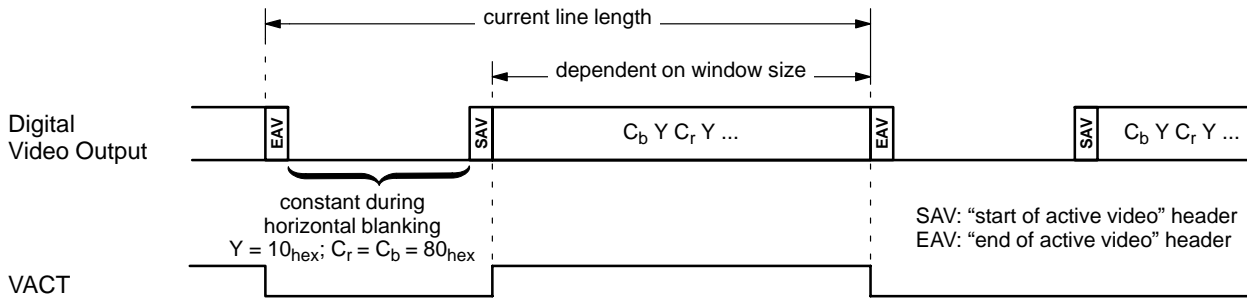 current line length
dependent on window size
Digital
Video Output
EAV
SAV
C_b Y C_r Y ...
EAV
SAV
C_b Y C_r Y ...
constant during
horizontal blanking
Y = 10_hex; C_r = C_b = 80_hex
SAV: “start of active video” header
EAV: “end of active video” header
VACT